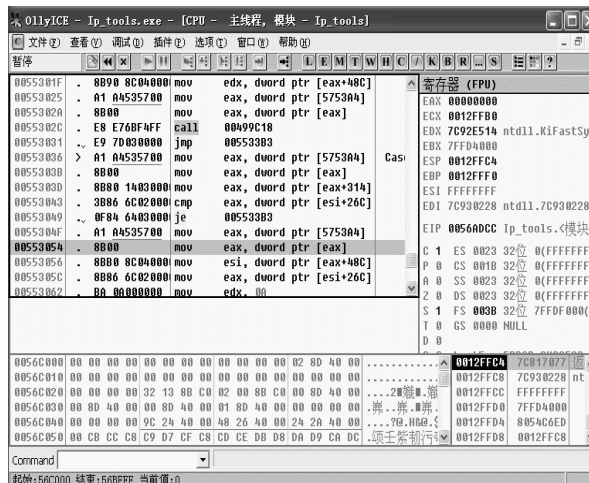 OllyICE - Ip_tools.exe - [CPU - 主线程, 模块 - Ip_tools]
文件(F) 查看(V) 调试(D) 插件(P) 选项(T) 窗口(W) 帮助(H)
暂停 L E M T W H C / K B R ... S
0055301F . 8B90 8C040000 mov edx, dword ptr [eax+48C]
00553025 . A1 A4535700 mov eax, dword ptr [5753A4]
0055302A . 8B00 mov eax, dword ptr [eax]
0055302C . E8 E76BF4FF call 00499C18
00553031 . E9 7D030000 jmp 005533B3
00553036 > A1 A4535700 mov eax, dword ptr [5753A4] Cas
0055303B . 8B00 mov eax, dword ptr [eax]
0055303D . 8B80 14030000 mov eax, dword ptr [eax+314]
00553043 . 3B86 6C020000 cmp eax, dword ptr [esi+26C]
00553049 . 0F84 64030000 je 005533B3
0055304F . A1 A4535700 mov eax, dword ptr [5753A4]
00553054 . 8B00 mov eax, dword ptr [eax]
00553056 . 8BB0 8C040000 mov esi, dword ptr [eax+48C]
0055305C . 8B86 6C020000 mov eax, dword ptr [esi+26C]
00553062 . BA 0A000000 mov edx, 0A
寄存器 (FPU)
EAX 00000000
ECX 0012FFB0
EDX 7C92E514 ntdll.KiFastSy
EBX 7FFD4000
ESP 0012FFC4
EBP 0012FFF0
ESI FFFFFFFF
EDI 7C930228 ntdll.7C930228
EIP 0056ADCC Ip_tools.<模块
C 1 ES 0023 32位 0(FFFFFFF
P 0 CS 001B 32位 0(FFFFFFF
A 0 SS 0023 32位 0(FFFFFFF
Z 0 DS 0023 32位 0(FFFFFFF
S 1 FS 003B 32位 7FFDF000(
T 0 GS 0000 NULL
D 0
0056C000 00 00 00 00 00 00 00 00 00 00 00 00 02 8D 40 00
0056C010 00 00 00 00 00 00 00 00 00 00 00 00 00 00 00 00
0056C020 00 00 00 00 32 13 8B C0 02 00 8B C0 00 8D 40 00
0056C030 00 8D 40 00 00 8D 40 00 01 8D 40 00 00 00 00 00
0056C040 00 00 00 00 9C 24 40 00 48 26 40 00 24 2A 40 00
0056C050 00 CB CC C8 C9 D7 CF C8 CD CE DB D8 DA D9 CA DC
0012FFC4 7C817077 返
0012FFC8 7C930228 nt
0012FFCC FFFFFFFF
0012FFD0 7FFD4000
0012FFD4 8054C6ED
0012FFD8 0012FFC8
Command
起始:56C000 结束:56BFFF 当前值:0